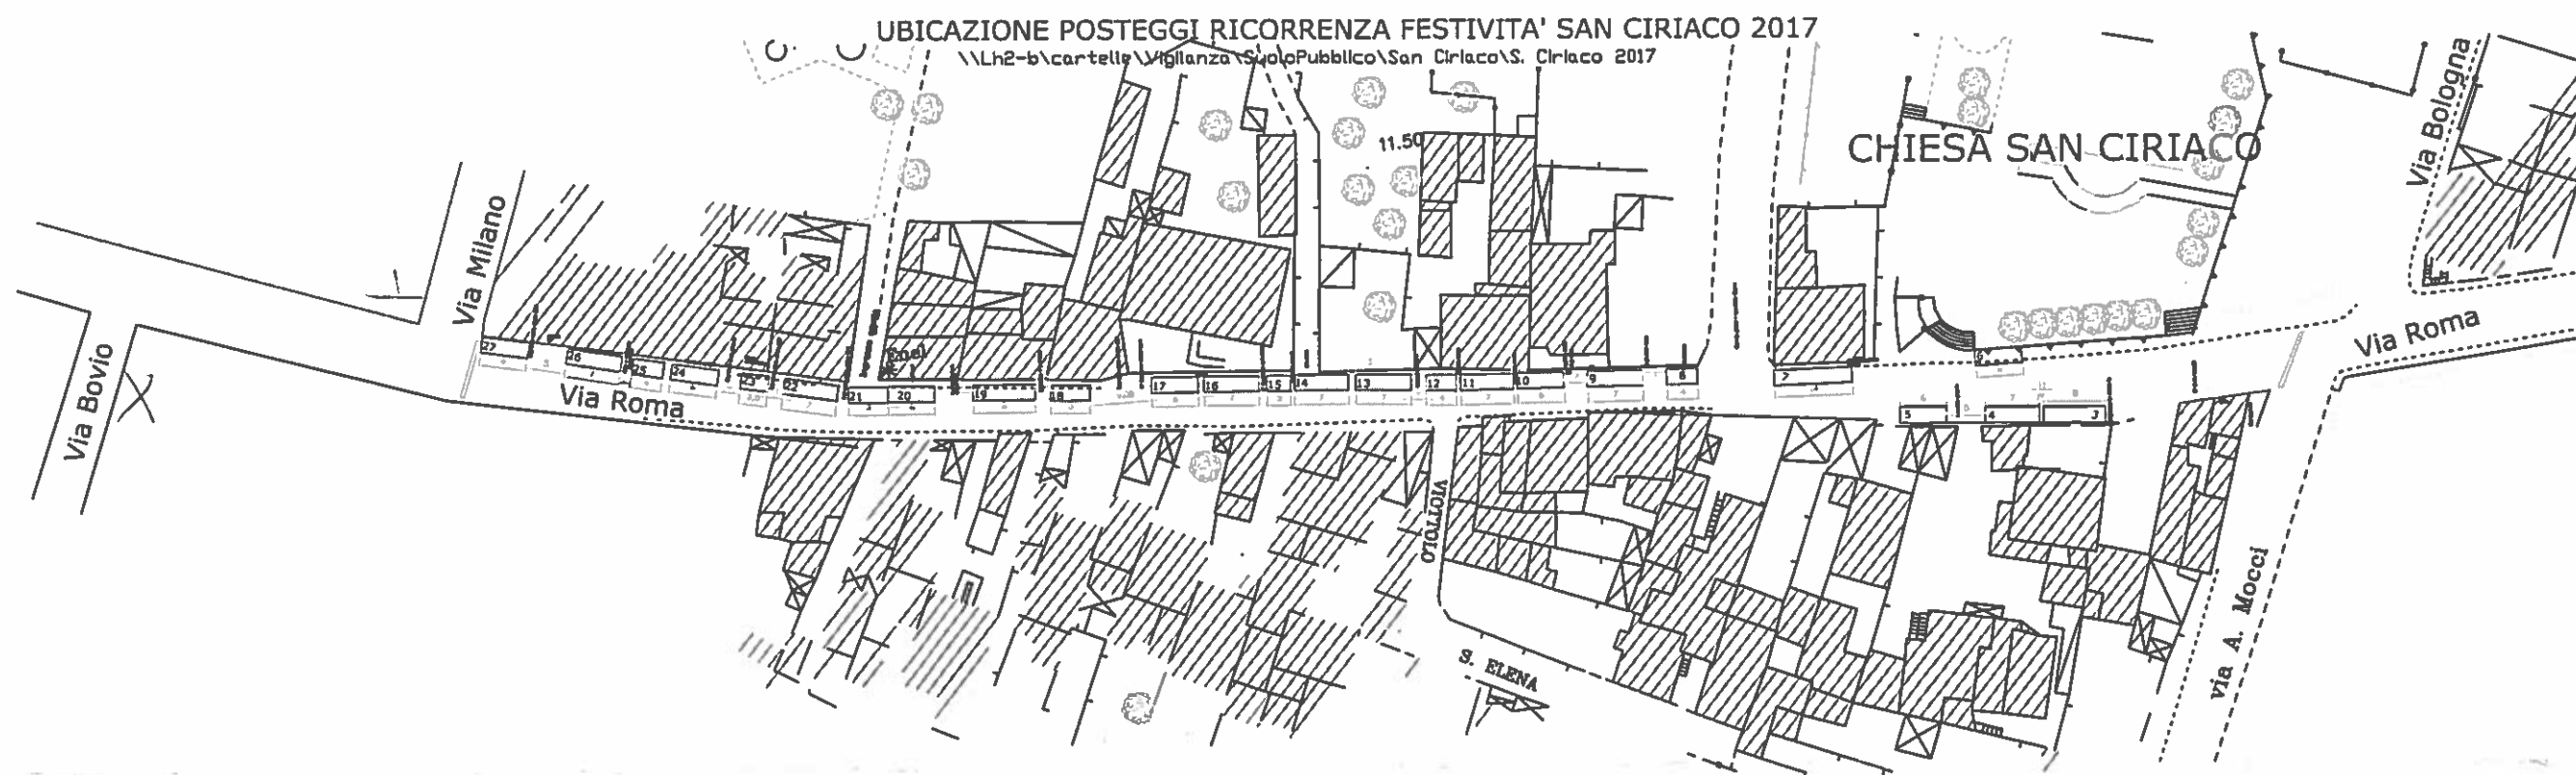 UBICAZIONE POSTEGGI RICORRENZA FESTIVITA' SAN CIRIACO 2017
\\Lh2-b\cartelle\Vigilanza\SuoloPubblico\San Ciriaco\S. Ciriaco 2017
CHIESA SAN CIRIACO
11.50
Via Bologna
Via Milano
Via Bovio
Via Roma
Via Roma
Enel
27
26
25
24
23
22
21
20
19
18
17
16
15
14
13
12
11
10
9
8
7
5
4
3
VIOTTOLO
S. ELENA
via A. Mocci